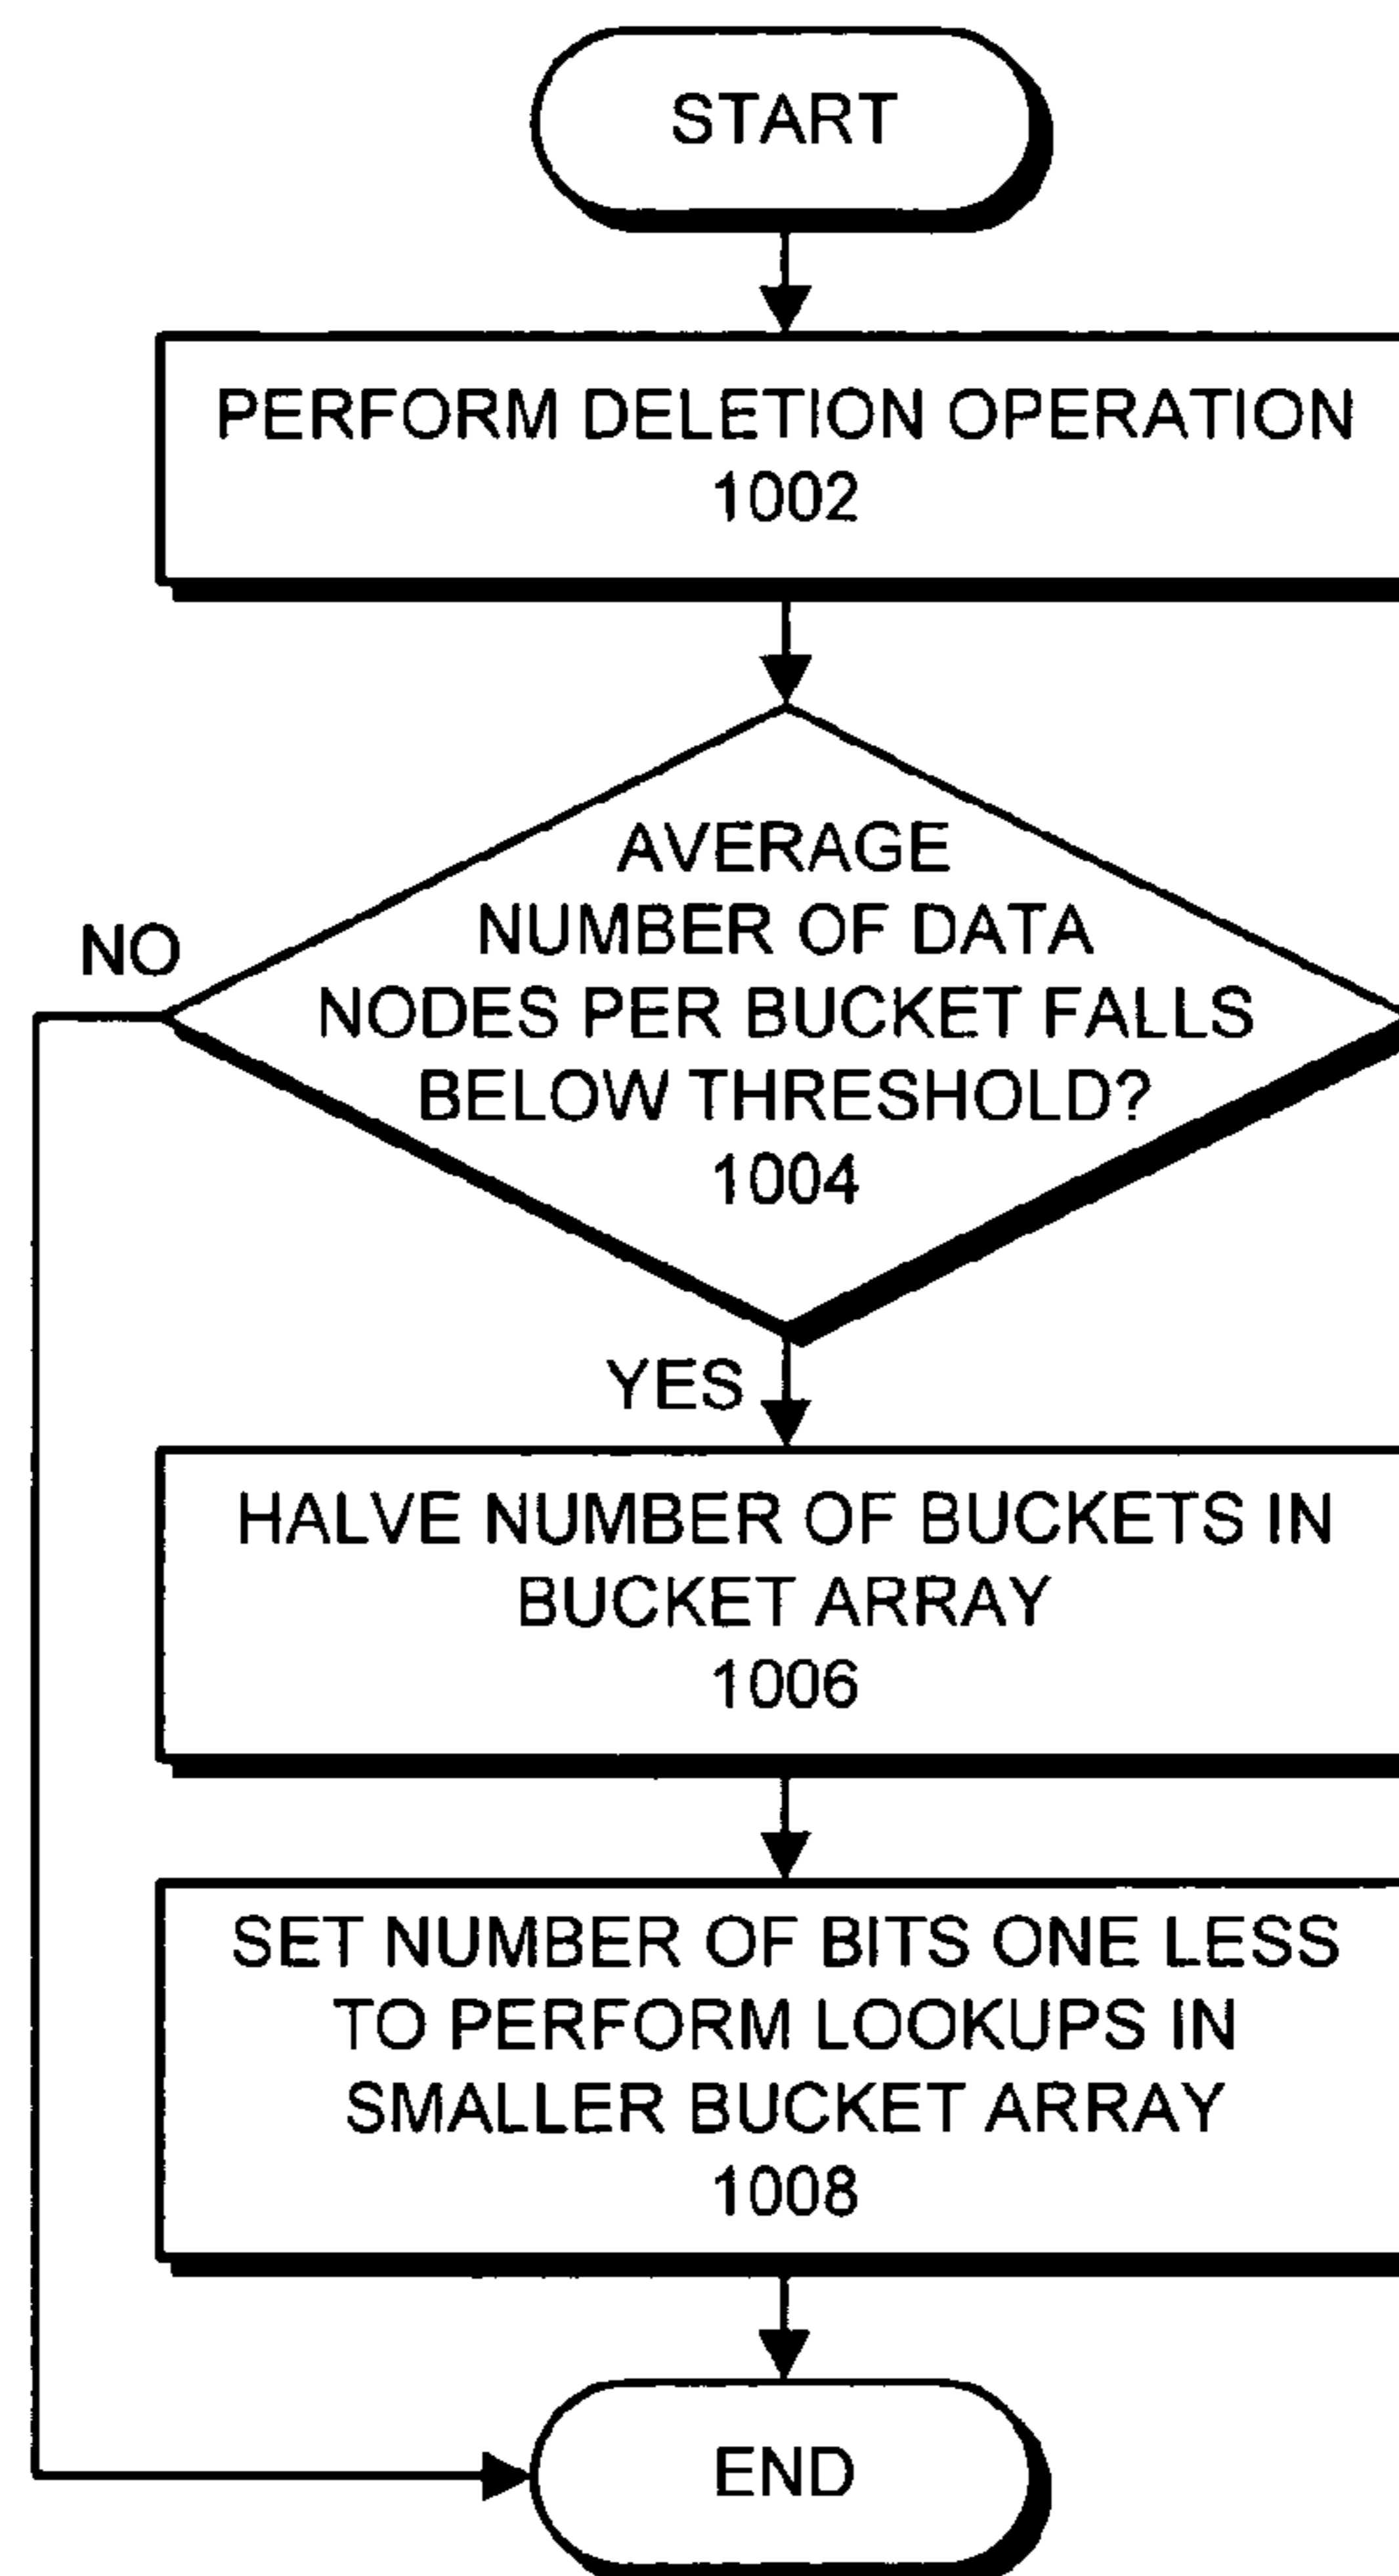 START
PERFORM DELETION OPERATION
1002
AVERAGE
NUMBER OF DATA
NODES PER BUCKET FALLS
BELOW THRESHOLD?
1004
NO
YES
HALVE NUMBER OF BUCKETS IN
BUCKET ARRAY
1006
SET NUMBER OF BITS ONE LESS
TO PERFORM LOOKUPS IN
SMALLER BUCKET ARRAY
1008
END